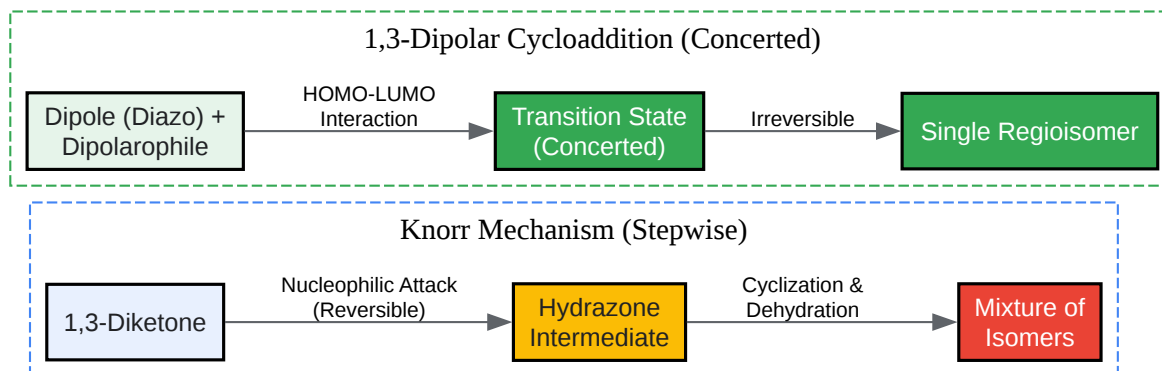 1,3-Dipolar Cycloaddition (Concerted)
Dipole (Diazo) +
Dipolarophile
HOMO-LUMO
Interaction
Transition State
(Concerted)
Irreversible
Single Regioisomer
Knorr Mechanism (Stepwise)
1,3-Diketone
Nucleophilic Attack
(Reversible)
Hydrazone
Intermediate
Cyclization &
Dehydration
Mixture of
Isomers